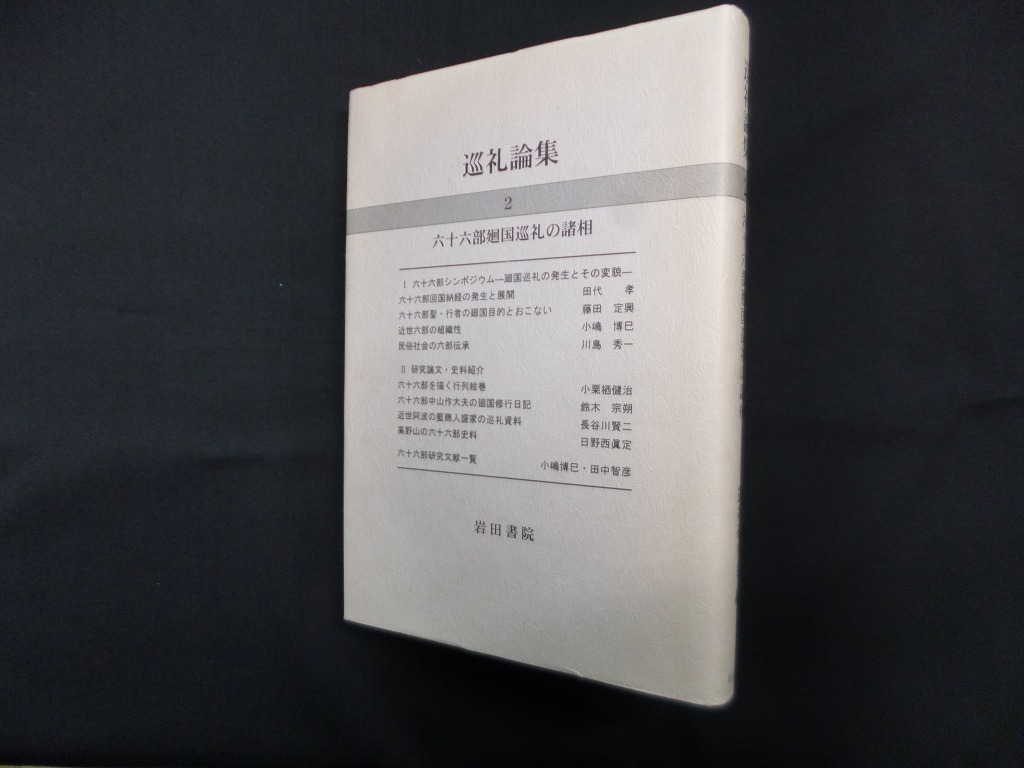 巡礼論集
2
六十六部廻国巡礼の諸相
Ⅰ 六十六部シンポジウム―廻国巡礼の発生とその変貌―
六十六部回国納経の発生と展開 田代 孝
六十六部聖・行者の廻国目的とおこない 藤田 定興
近世六部の組織性 小嶋 博巳
民俗社会の六部伝承 川島 秀一
Ⅱ 研究論文・史料紹介
六十六部を描く行列絵巻 小栗栖健治
六十六部中山作大夫の廻国修行日記 鈴木 宗朔
近世阿波の藍商人盛家の巡礼資料 長谷川賢二
高野山の六十六部史料 日野西眞定
六十六部研究文献一覧 小嶋博巳・田中智彦
岩田書院